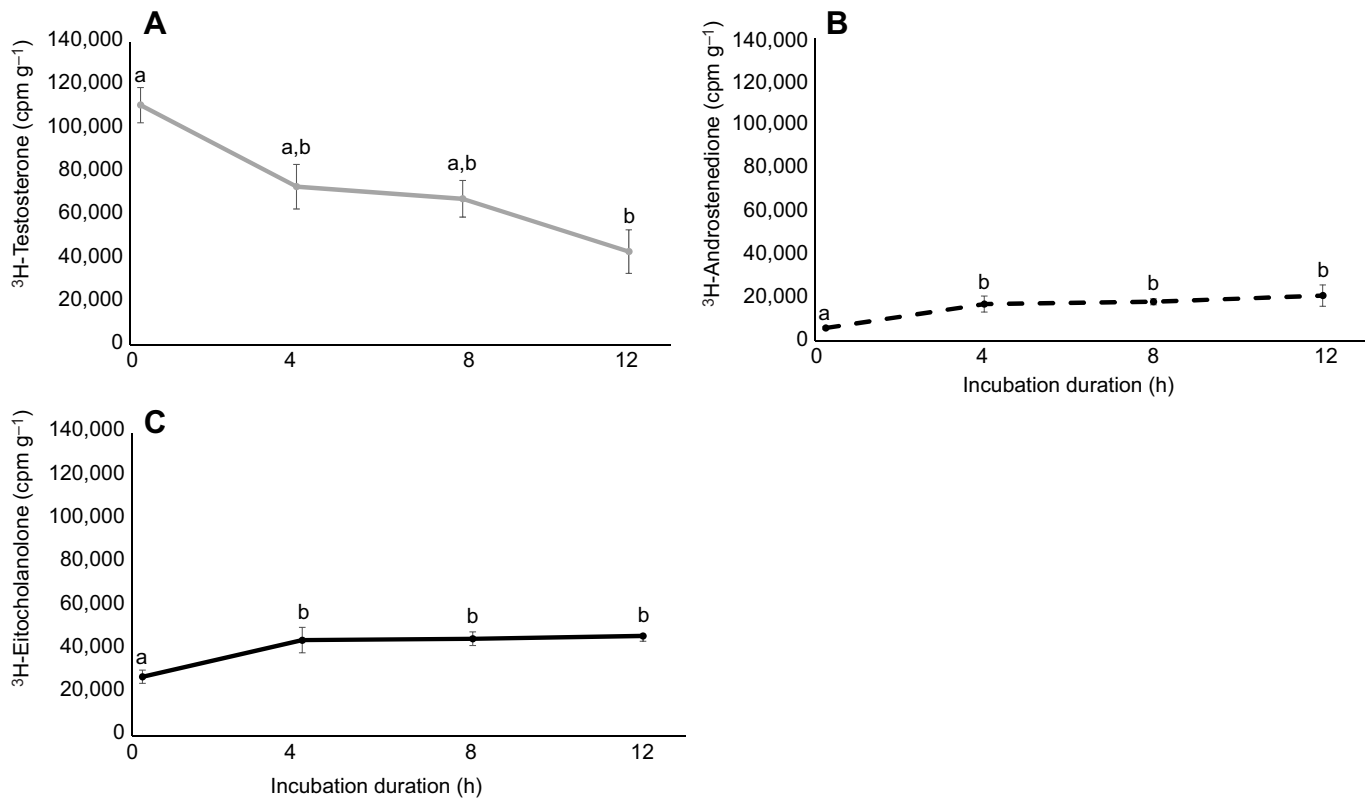 A
³H-Testosterone (cpm g⁻¹)
140,000
120,000
100,000
80,000
60,000
40,000
20,000
0
a
a,b
a,b
b
0 4 8 12
B
³H-Androstenedione (cpm g⁻¹)
140,000
120,000
100,000
80,000
60,000
40,000
20,000
0
a
b
b
b
0 4 8 12
Incubation duration (h)
C
³H-Eitocholanolone (cpm g⁻¹)
140,000
120,000
100,000
80,000
60,000
40,000
20,000
0
a
b
b
b
0 4 8 12
Incubation duration (h)